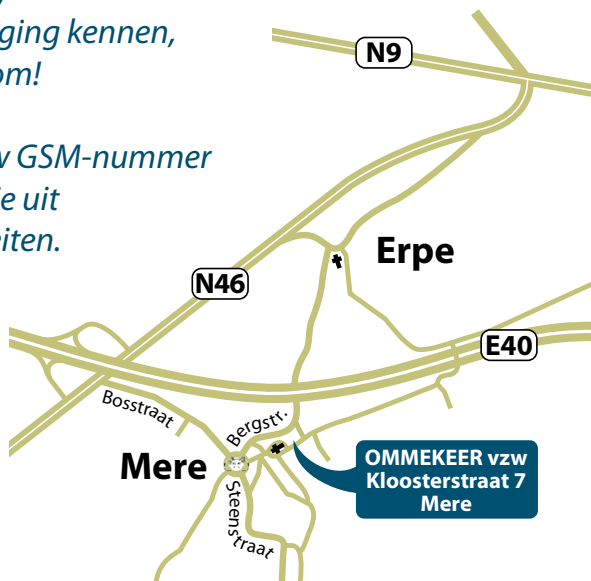 ging kennen,
om!
w GSM-nummer
ie uit
eiten.
N9
Erpe
N46
E40
Bosstraat
Bergstr.
Mere
Steenstraat
OMMEKEER vzw
Kloosterstraat 7
Mere